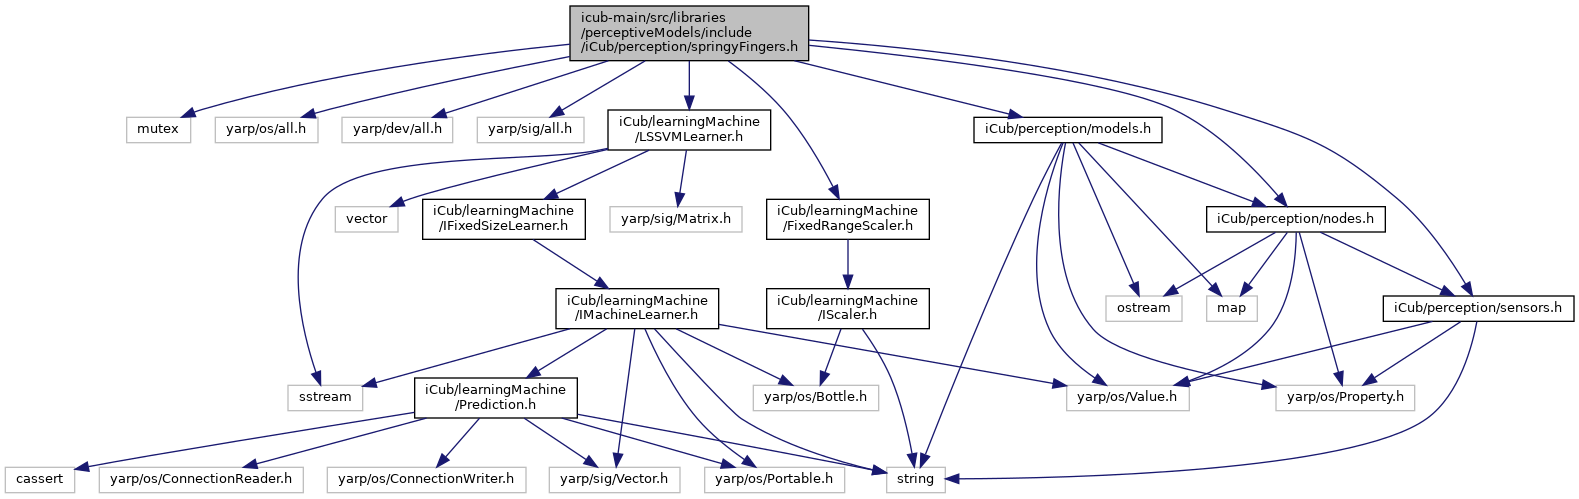 icub-main/src/libraries
/perceptiveModels/include
/iCub/perception/springyFingers.h
mutex
yarp/os/all.h
yarp/dev/all.h
yarp/sig/all.h
iCub/learningMachine
/LSSVMLearner.h
iCub/perception/models.h
vector
iCub/learningMachine
/IFixedSizeLearner.h
yarp/sig/Matrix.h
iCub/learningMachine
/FixedRangeScaler.h
iCub/perception/nodes.h
iCub/learningMachine
/IMachineLearner.h
iCub/learningMachine
/IScaler.h
ostream
map
iCub/perception/sensors.h
sstream
iCub/learningMachine
/Prediction.h
yarp/os/Bottle.h
yarp/os/Value.h
yarp/os/Property.h
cassert
yarp/os/ConnectionReader.h
yarp/os/ConnectionWriter.h
yarp/sig/Vector.h
yarp/os/Portable.h
string